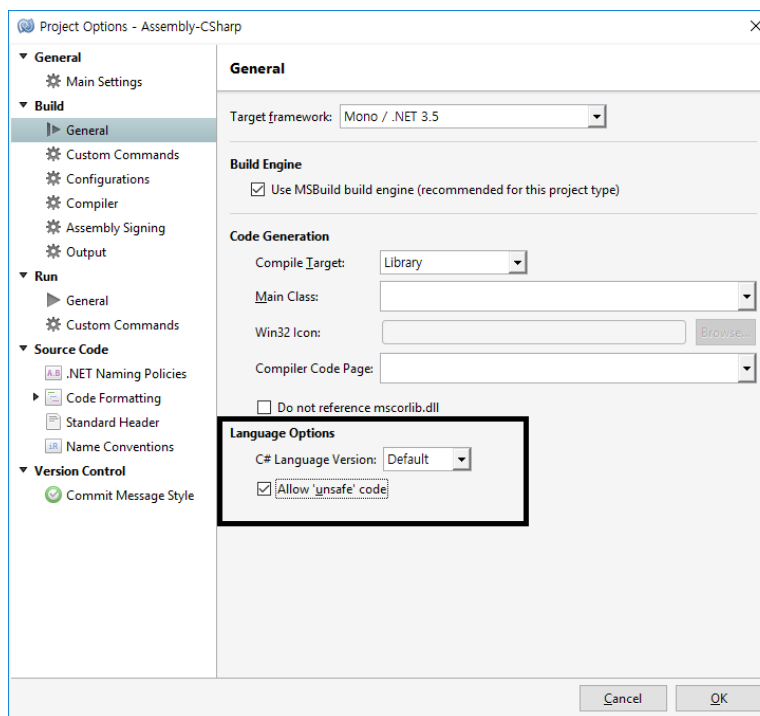 Project Options - Assembly-CSharp
General
Main Settings
Build
General
Custom Commands
Configurations
Compiler
Assembly Signing
Output
Run
General
Custom Commands
Source Code
.NET Naming Policies
Code Formatting
Standard Header
Name Conventions
Version Control
Commit Message Style
General
Target framework: Mono / .NET 3.5
Build Engine
Use MSBuild build engine (recommended for this project type)
Code Generation
Compile Target: Library
Main Class:
Win32 Icon: Browse...
Compiler Code Page:
Do not reference mscorlib.dll
Language Options
C# Language Version: Default
Allow 'unsafe' code
Cancel OK